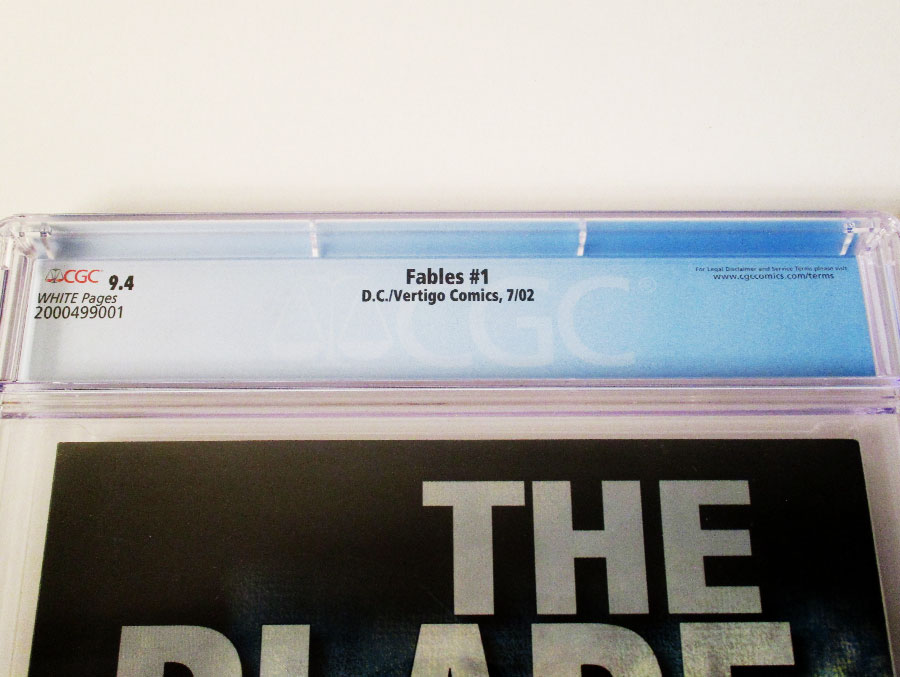 CGC 9.4
WHITE Pages
2000499001
Fables #1
D.C./Vertigo Comics, 7/02
For Legal Disclaimer and Service Terms please visit:
www.cgccomics.com/terms
CGC
THE
BLADE